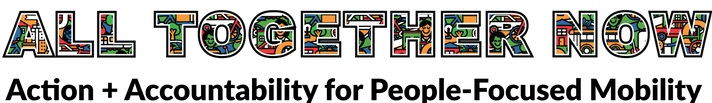 ALL TOGETHER NOW
Action + Accountability for People-Focused Mobility